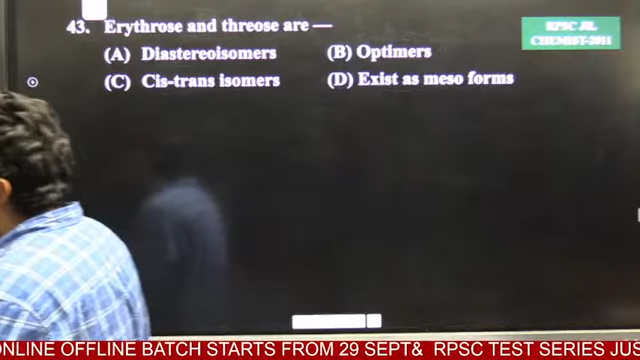 43. Erythrose and threose are —
RPSC JRL
CHEMIST-2011
(A) Diastereoisomers (B) Optimers
(C) Cis-trans isomers (D) Exist as meso forms
ONLINE OFFLINE BATCH STARTS FROM 29 SEPT& RPSC TEST SERIES JUS